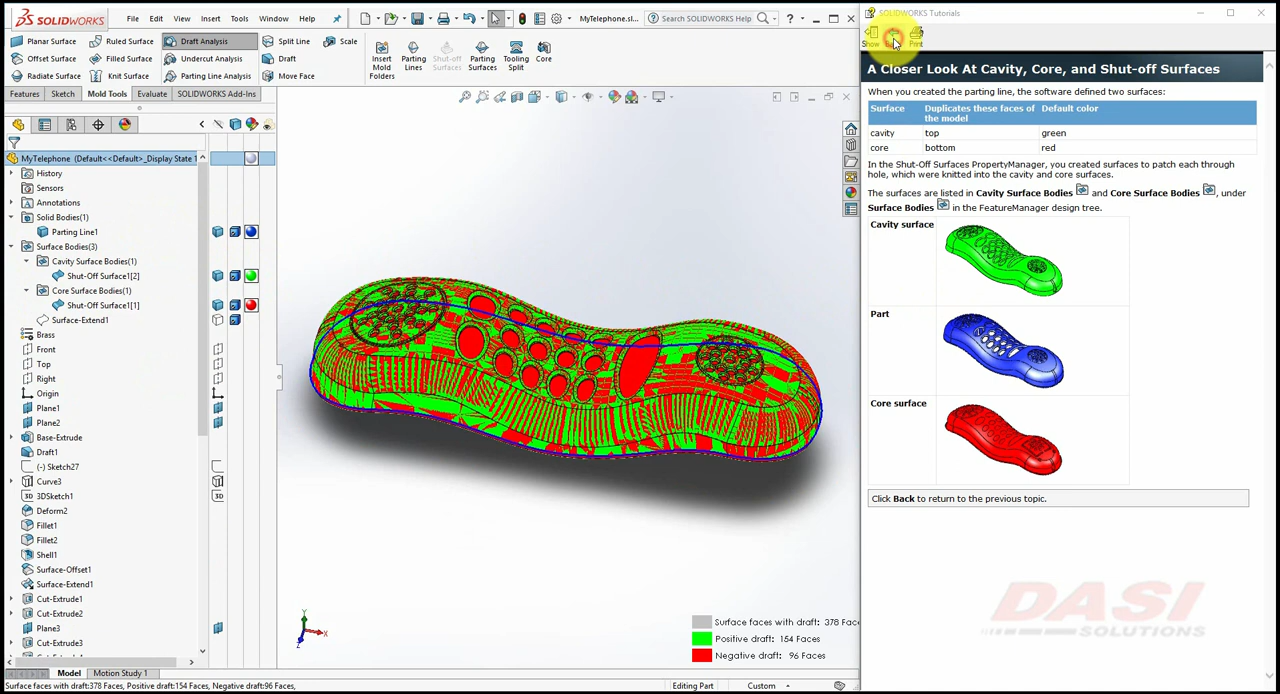 SOLIDWORKS File Edit View Insert Tools Window Help MyTelephone.sl... Search SOLIDWORKS Help ?
SOLIDWORKS Tutorials
Show Print
Planar Surface Ruled Surface Draft Analysis Split Line Scale
Offset Surface Filled Surface Undercut Analysis Draft
Radiate Surface Knit Surface Parting Line Analysis Move Face
Insert Mold Folders
Parting Lines
Shut-off Surfaces
Parting Surfaces
Tooling Split
Core
Features Sketch Mold Tools Evaluate SOLIDWORKS Add-Ins
MyTelephone (Default<<Default>_Display State 1
History
Sensors
Annotations
Solid Bodies(1)
Parting Line1
Surface Bodies(3)
Cavity Surface Bodies(1)
Shut-Off Surface1[2]
Core Surface Bodies(1)
Shut-Off Surface1[1]
Surface-Extend1
Brass
Front
Top
Right
Origin
Plane1
Plane2
Base-Extrude
Draft1
(-) Sketch27
Curve3
3D 3DSketch1 3D
Deform2
Fillet1
Fillet2
Shell1
Surface-Offset1
Surface-Extend1
Cut-Extrude1
Cut-Extrude2
Plane3
Cut-Extrude3
Y
X
Z
Surface faces with draft: 378 Face
Positive draft: 154 Faces
Negative draft: 96 Faces
Model Motion Study 1
Surface faces with draft:378 Faces, Positive draft:154 Faces, Negative draft:96 Faces, Editing Part Custom
A Closer Look At Cavity, Core, and Shut-off Surfaces
When you created the parting line, the software defined two surfaces:
Surface Duplicates these faces of the model Default color
cavity top green
core bottom red
In the Shut-Off Surfaces PropertyManager, you created surfaces to patch each through
hole, which were knitted into the cavity and core surfaces.
The surfaces are listed in Cavity Surface Bodies and Core Surface Bodies , under
Surface Bodies in the FeatureManager design tree.
Cavity surface
Part
Core surface
Click Back to return to the previous topic.
DASI
SOLUTIONS